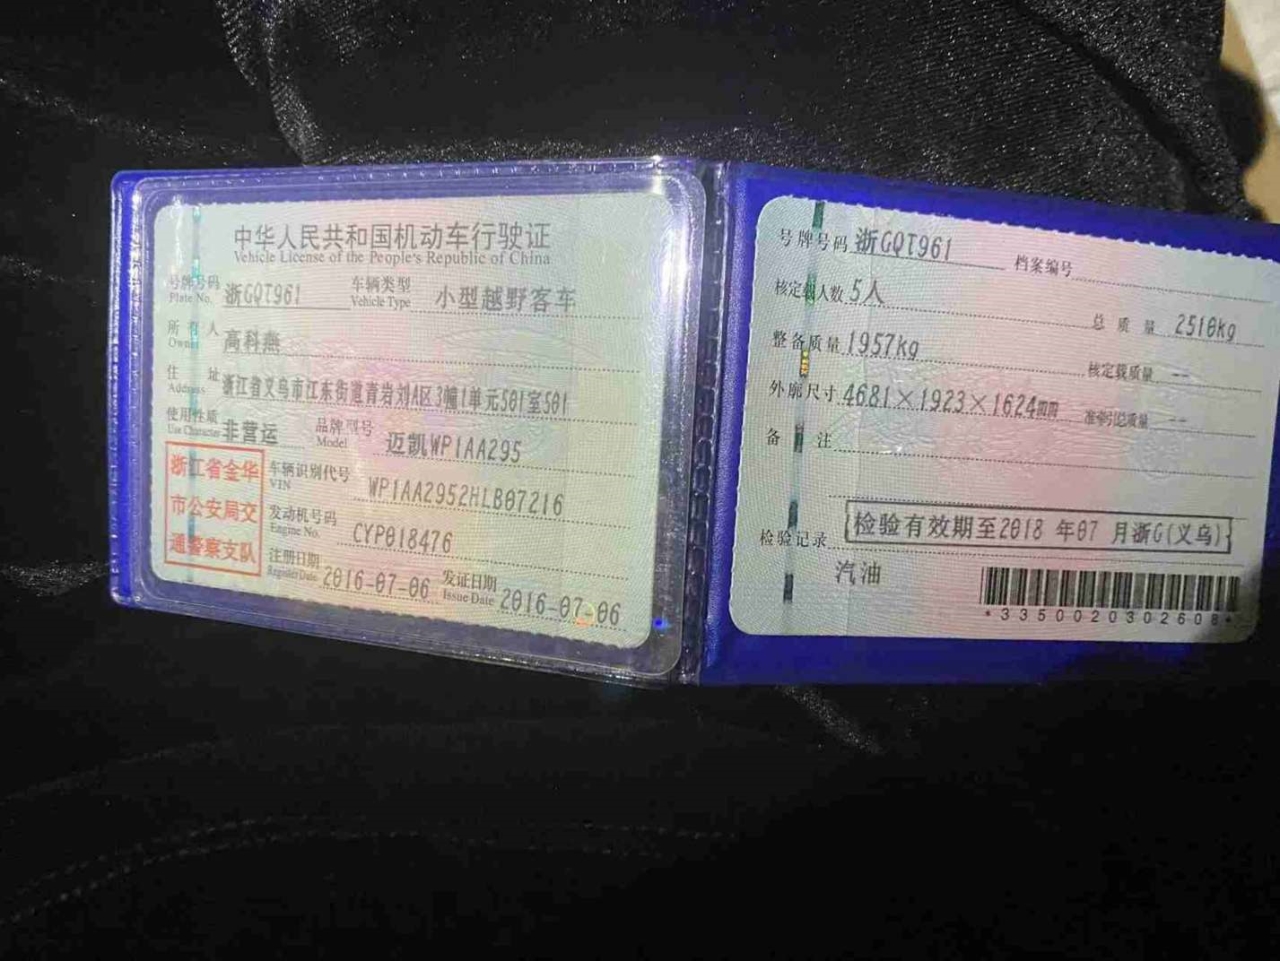 中华人民共和国机动车行驶证
Vehicle License of the People's Republic of China
号牌号码 浙GQT961 车辆类型 小型越野客车
Plate No. Vehicle Type
所有人 高科燕
Owner
住址 浙江省义乌市江东街道青岩刘A区3幢1单元501室501
Address
使用性质 非营运 品牌型号 迈凯WP1AA295
Use Character Model
浙江省金华
市公安局交
通警察支队
车辆识别代号 WP1AA2952HLB07216
VIN
发动机号码 CYP018476
Engine No.
注册日期 2016-07-06 发证日期 2016-07-06
Register Date Issue Date
号牌号码 浙GQT961 档案编号
核定载人数 5人 总质量 2510kg
整备质量 1957kg 核定载质量 --
外廓尺寸 4681×1923×1624mm 准牵引总质量 --
备注
检验记录 检验有效期至2018 年07 月浙G(义乌)
汽油
*3350020302608*